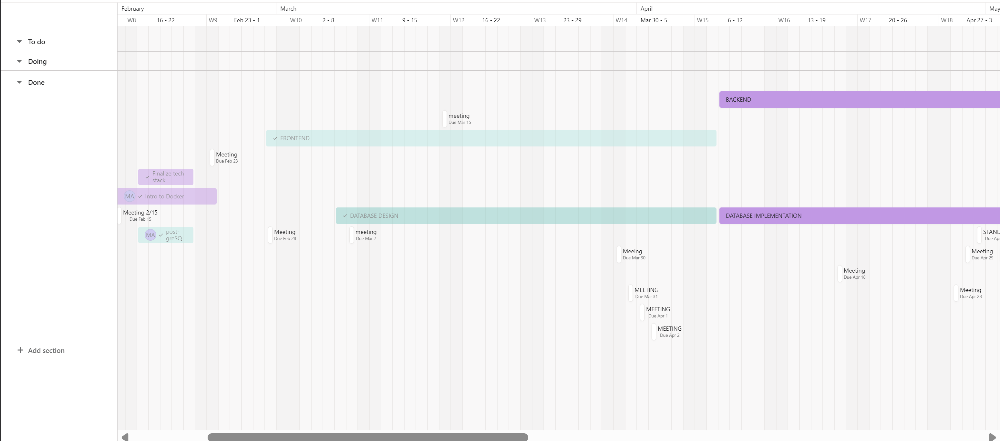 February March April May
W8 16 - 22 W9 Feb 23 - 1 W10 2 - 8 W11 9 - 15 W12 16 - 22 W13 23 - 29 W14 Mar 30 - 5 W15 6 - 12 W16 13 - 19 W17 20 - 26 W18 Apr 27 - 3
To do
Doing
Done
BACKEND
meeting
Due Mar 15
FRONTEND
Meeting
Due Feb 23
Finalize tech
stack
MA Intro to Docker
Meeting 2/15
Due Feb 15
DATABASE DESIGN
DATABASE IMPLEMENTATION
MA post-
greSQ...
Meeting
Due Feb 28
meeting
Due Mar 7
STAND
Due Ap
Meeing
Due Mar 30
Meeting
Due Apr 29
Meeting
Due Apr 18
MEETING
Due Mar 31
Meeting
Due Apr 28
MEETING
Due Apr 1
MEETING
Due Apr 2
Add section